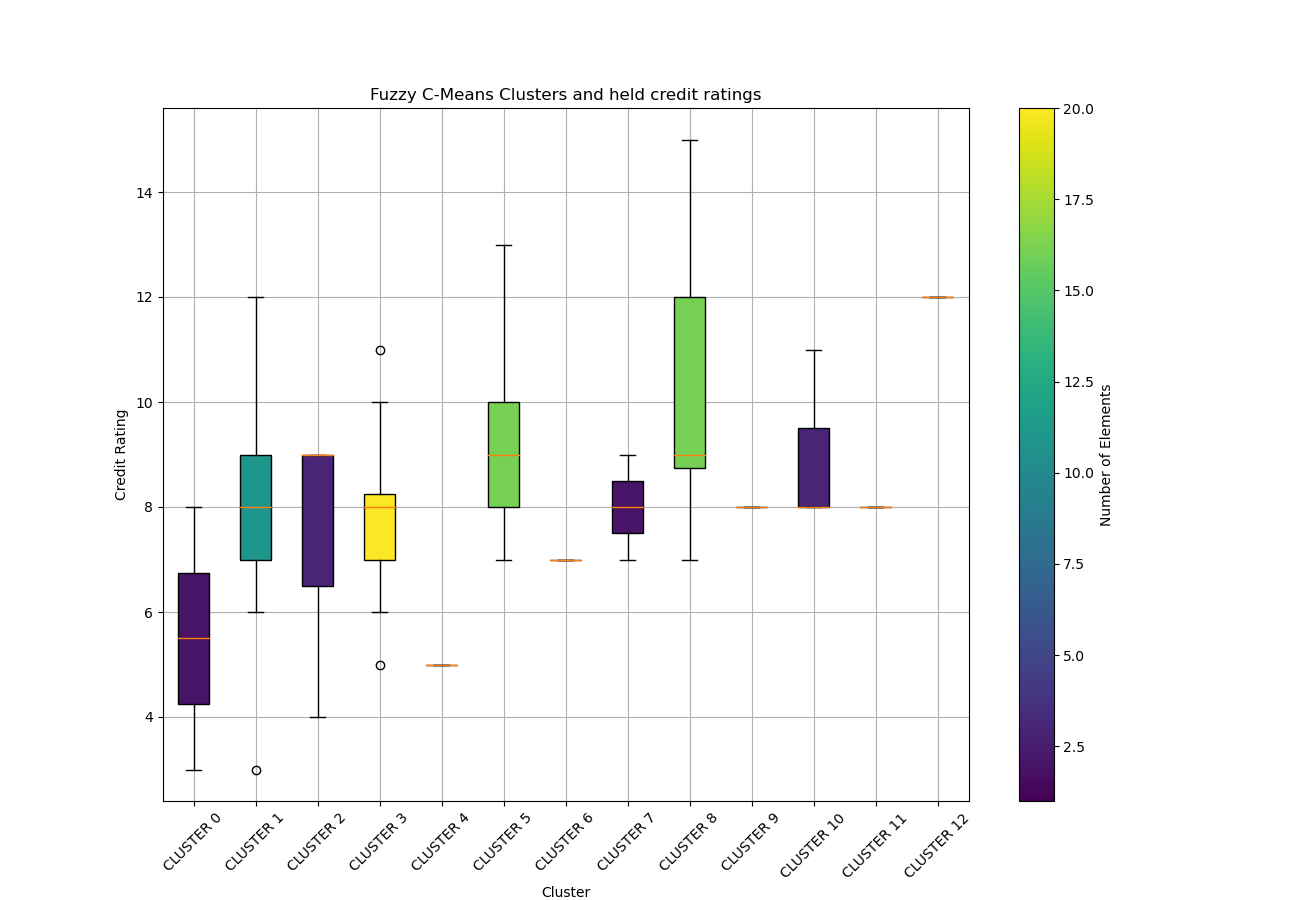 Fuzzy C-Means Clusters and held credit ratings
14
12
10
8
6
4
Credit Rating
CLUSTER 0
CLUSTER 1
CLUSTER 2
CLUSTER 3
CLUSTER 4
CLUSTER 5
CLUSTER 6
CLUSTER 7
CLUSTER 8
CLUSTER 9
CLUSTER 10
CLUSTER 11
CLUSTER 12
Cluster
20.0
17.5
15.0
12.5
10.0
7.5
5.0
2.5
Number of Elements